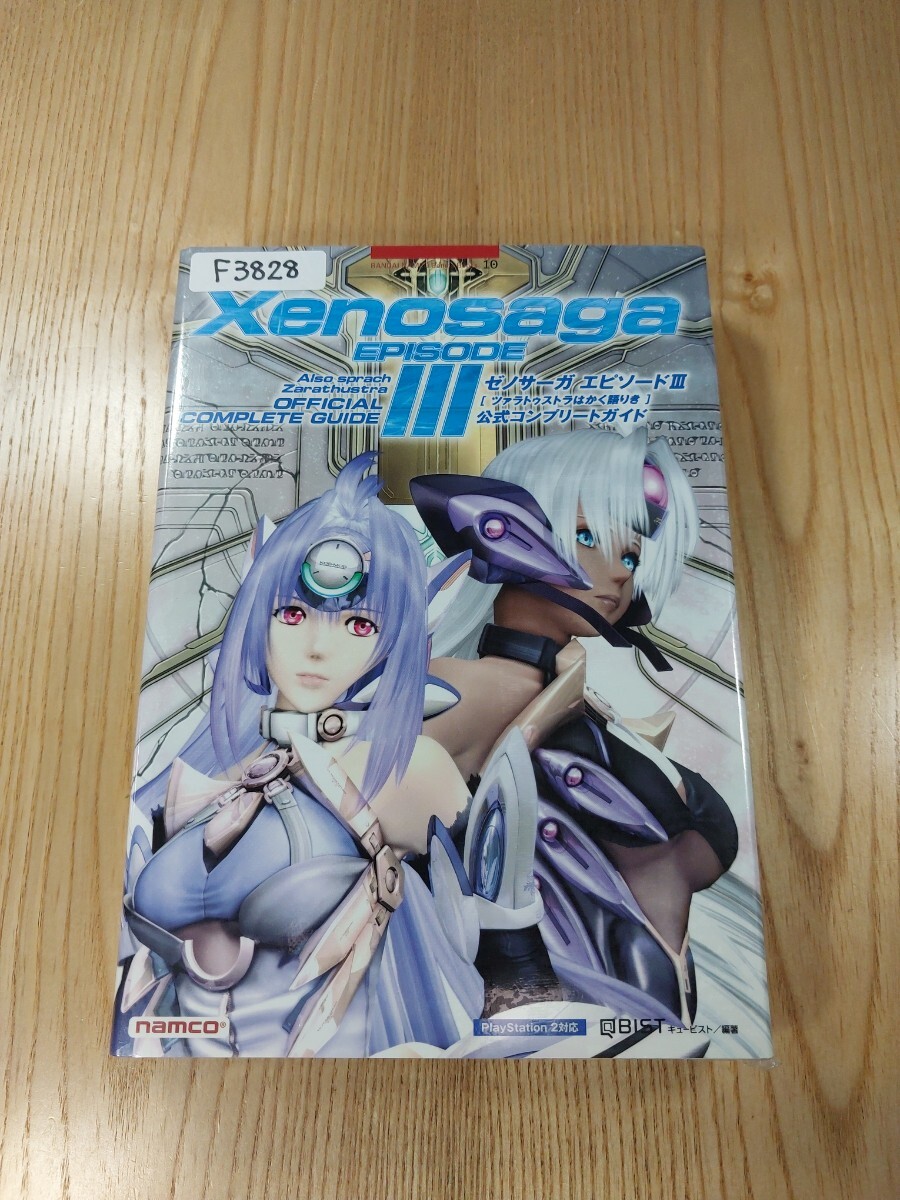 F3828
10
Xenosaga
EPISODE
III
Also sprach
Zarathustra
OFFICIAL
COMPLETE GUIDE
ゼノサーガ エピソードⅢ
[ ツァラトゥストラはかく語りき ]
公式コンプリートガイド
namco®
PlayStation 2対応
QBIST キュービスト/編著